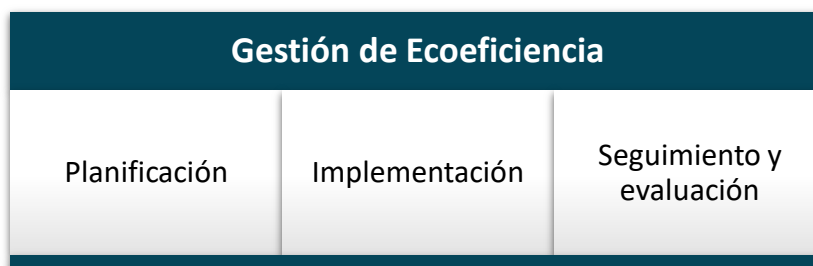 Gestión de Ecoeficiencia
Planificación
Implementación
Seguimiento y
evaluación